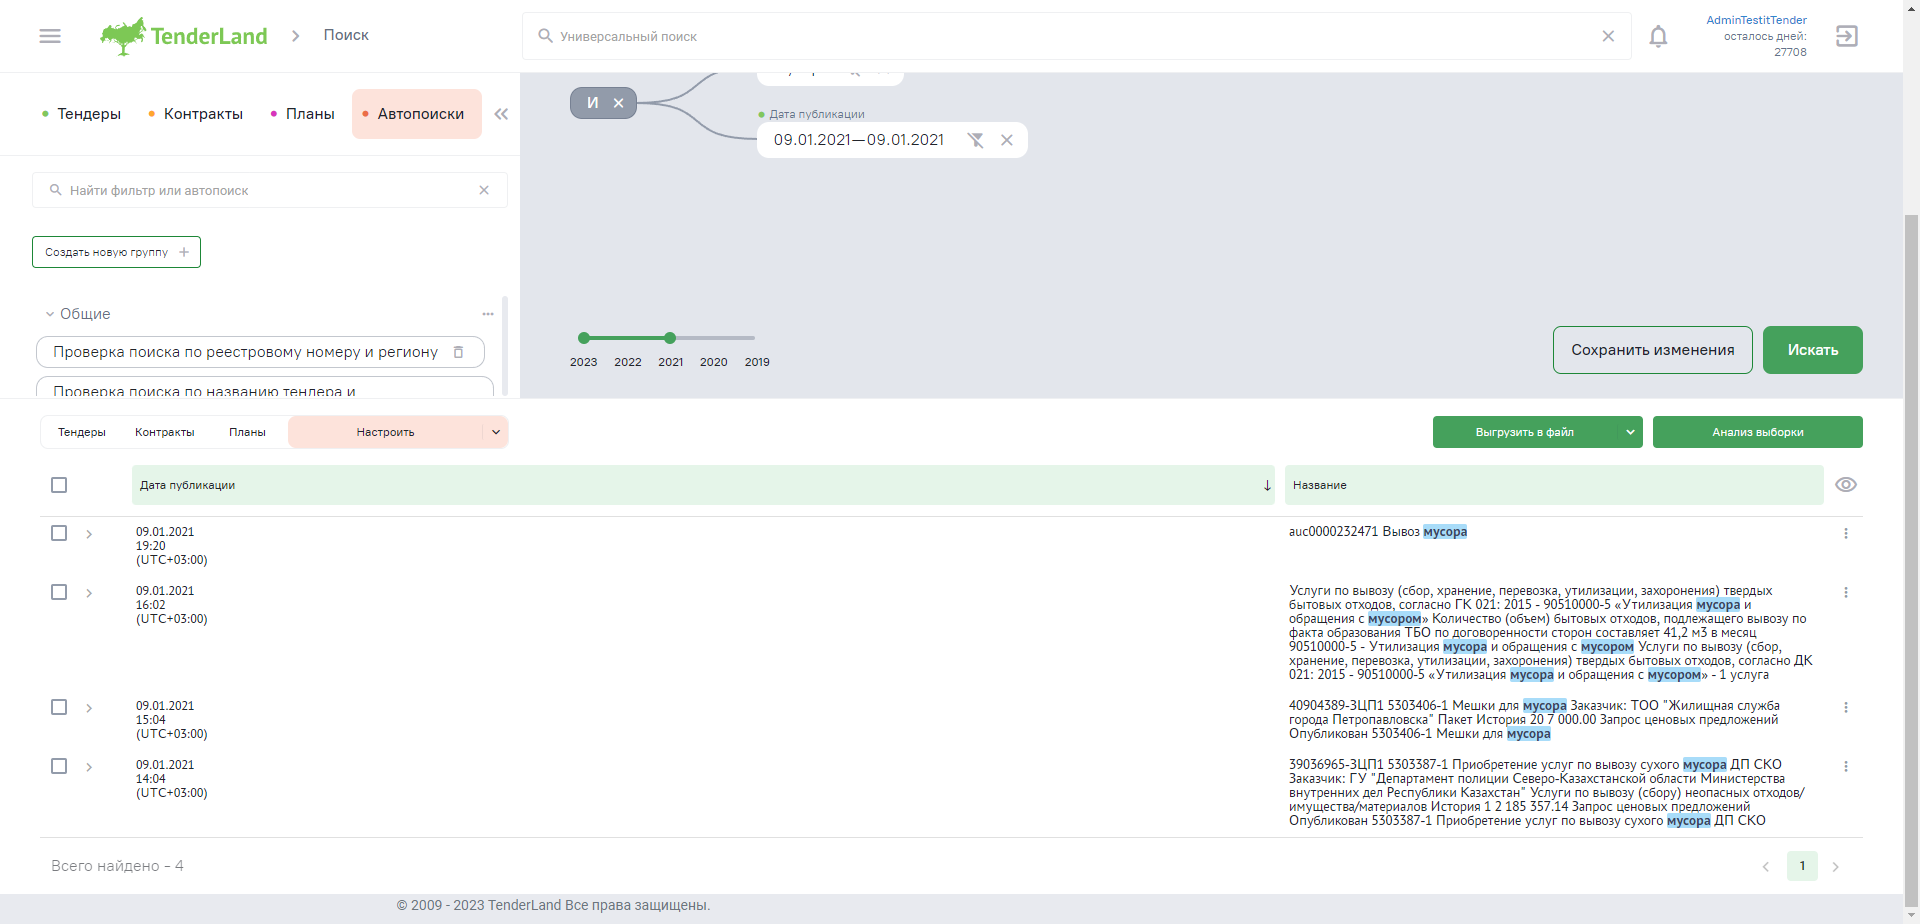 TenderLand
Поиск
Универсальный поиск
AdminTestitTender
осталось дней:
27708
Тендеры
Контракты
Планы
Автопоиски
Найти фильтр или автопоиск
Создать новую группу
Общие
Проверка поиска по реестровому номеру и региону
Проверка поиска по названию тендера и
И
Дата публикации
09.01.2021—09.01.2021
2023 2022 2021 2020 2019
Сохранить изменения
Искать
Тендеры Контракты Планы Настроить
Выгрузить в файл
Анализ выборки
Дата публикации
Название
09.01.2021
19:20
(UTC+03:00)
auc0000232471 Вывоз мусора
09.01.2021
16:02
(UTC+03:00)
Услуги по вывозу (сбор, хранение, перевозка, утилизации, захоронения) твердых
бытовых отходов, согласно ГК 021: 2015 - 90510000-5 «Утилизация мусора и
обращения с мусором» Количество (объем) бытовых отходов, подлежащего вывозу по
факта образования ТБО по договоренности сторон составляет 41,2 м3 в месяц
90510000-5 - Утилизация мусора и обращения с мусором Услуги по вывозу (сбор,
хранение, перевозка, утилизации, захоронения) твердых бытовых отходов, согласно ДК
021: 2015 - 90510000-5 «Утилизация мусора и обращения с мусором» - 1 услуга
09.01.2021
15:04
(UTC+03:00)
40904389-ЗЦП1 5303406-1 Мешки для мусора Заказчик: ТОО "Жилищная служба
города Петропавловска" Пакет История 20 7 000.00 Запрос ценовых предложений
Опубликован 5303406-1 Мешки для мусора
09.01.2021
14:04
(UTC+03:00)
39036965-ЗЦП1 5303387-1 Приобретение услуг по вывозу сухого мусора ДП СКО
Заказчик: ГУ "Департамент полиции Северо-Казахстанской области Министерства
внутренних дел Республики Казахстан" Услуги по вывозу (сбору) неопасных отходов/
имущества/материалов История 1 2 185 357.14 Запрос ценовых предложений
Опубликован 5303387-1 Приобретение услуг по вывозу сухого мусора ДП СКО
Всего найдено - 4
1
© 2009 - 2023 TenderLand Все права защищены.